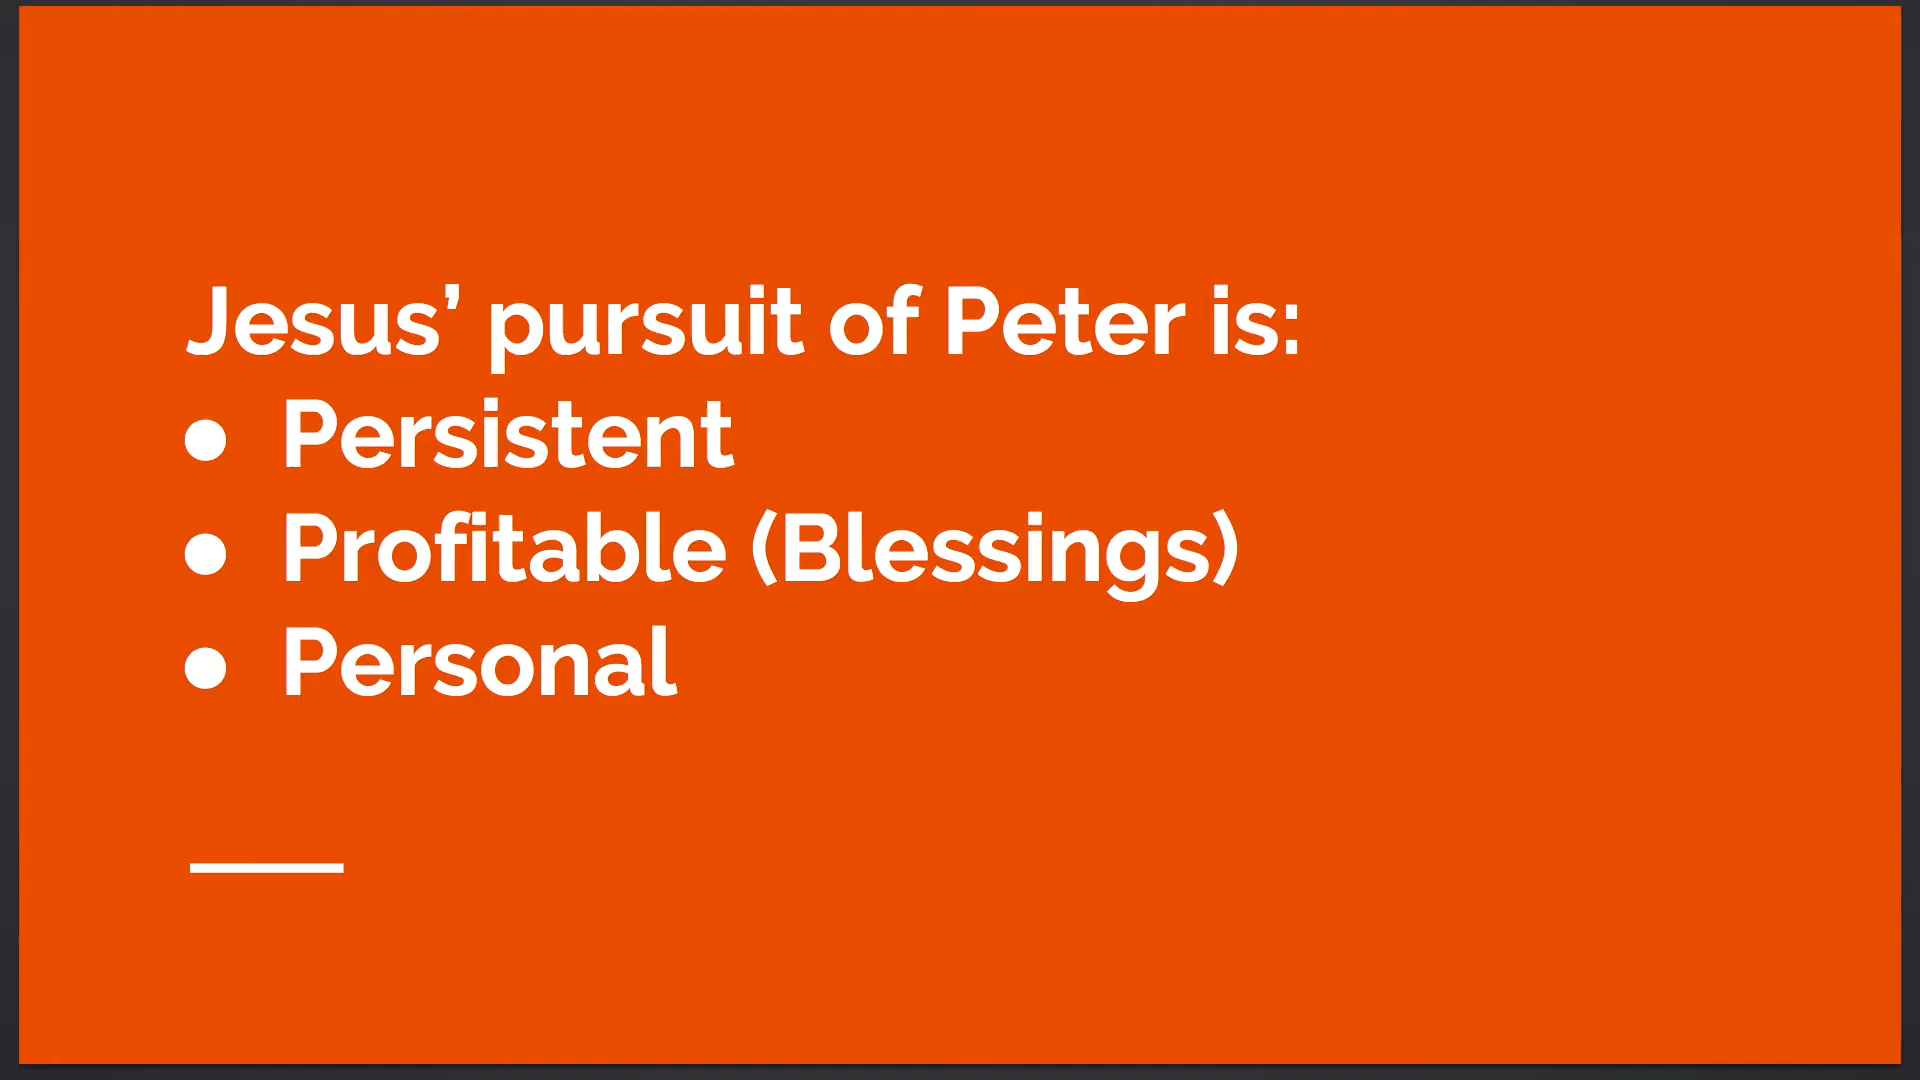 Jesus’ pursuit of Peter is:
● Persistent
● Profitable (Blessings)
● Personal